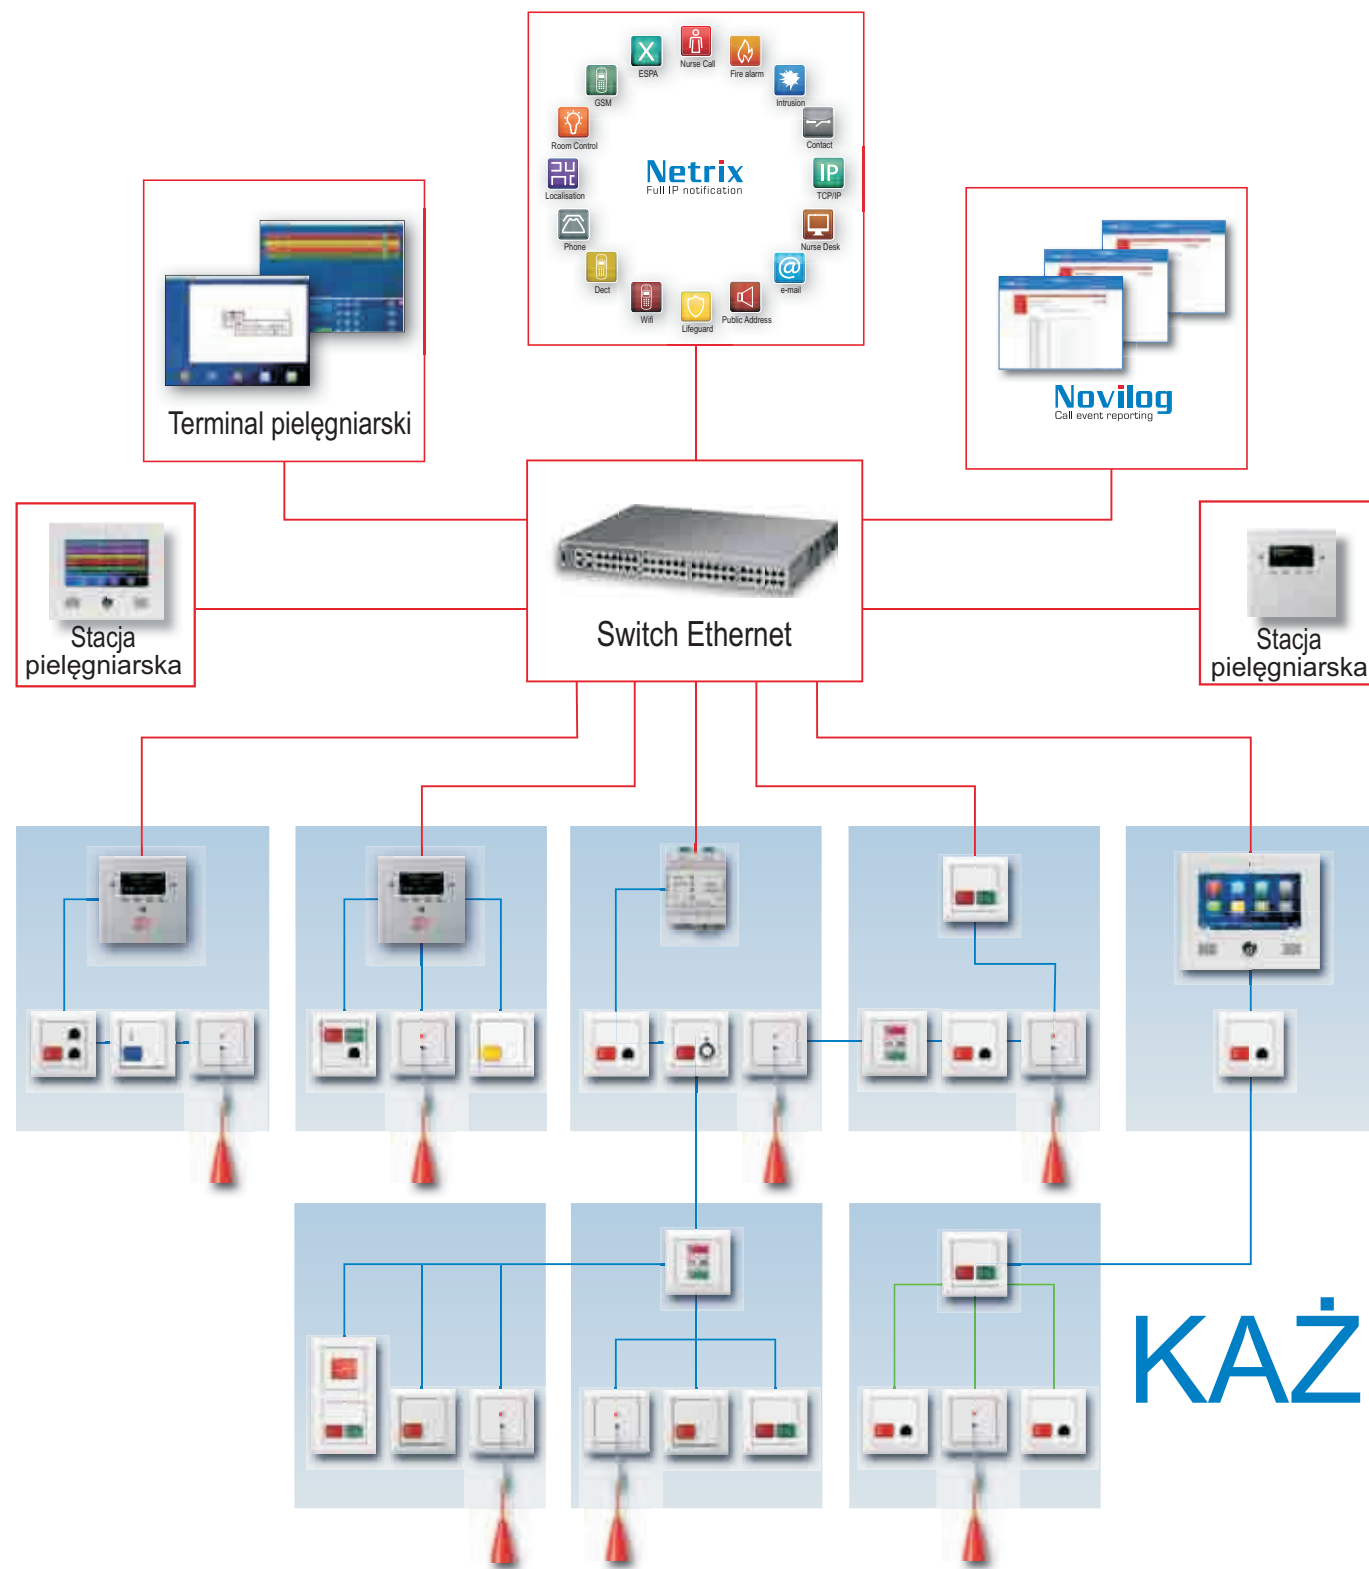 Nurse Call
ESPA
Fire alarm
GSM
Intrusion
Room Control
Contact
Netrix
Full IP notification
IP
Localisation
TCP/IP
Phone
Nurse Desk
Dect
e-mail
Wifi
Lifeguard
Public Address
Terminal pielęgniarski
Novilog
Call event reporting
Switch Ethernet
Stacja
pielęgniarska
Stacja
pielęgniarska
KAŻ